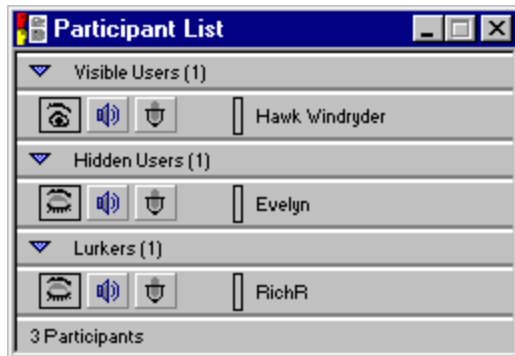 Participant List
Visible Users (1)
Hawk Windryder
Hidden Users (1)
Evelyn
Lurkers (1)
RichR
3 Participants